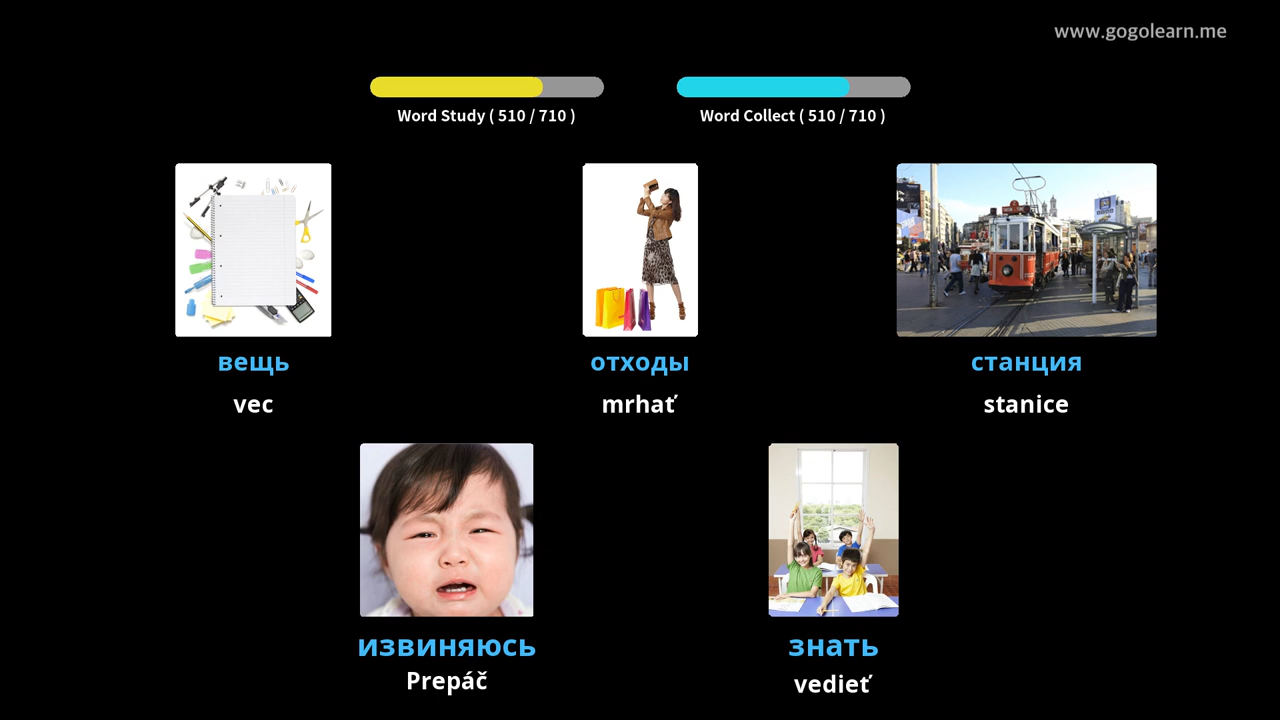 www.gogolearn.me
Word Study ( 510 / 710 )
Word Collect ( 510 / 710 )
вещь
отходы
станция
vec
mrhať
stanice
извиняюсь
знать
Prepáč
vedieť